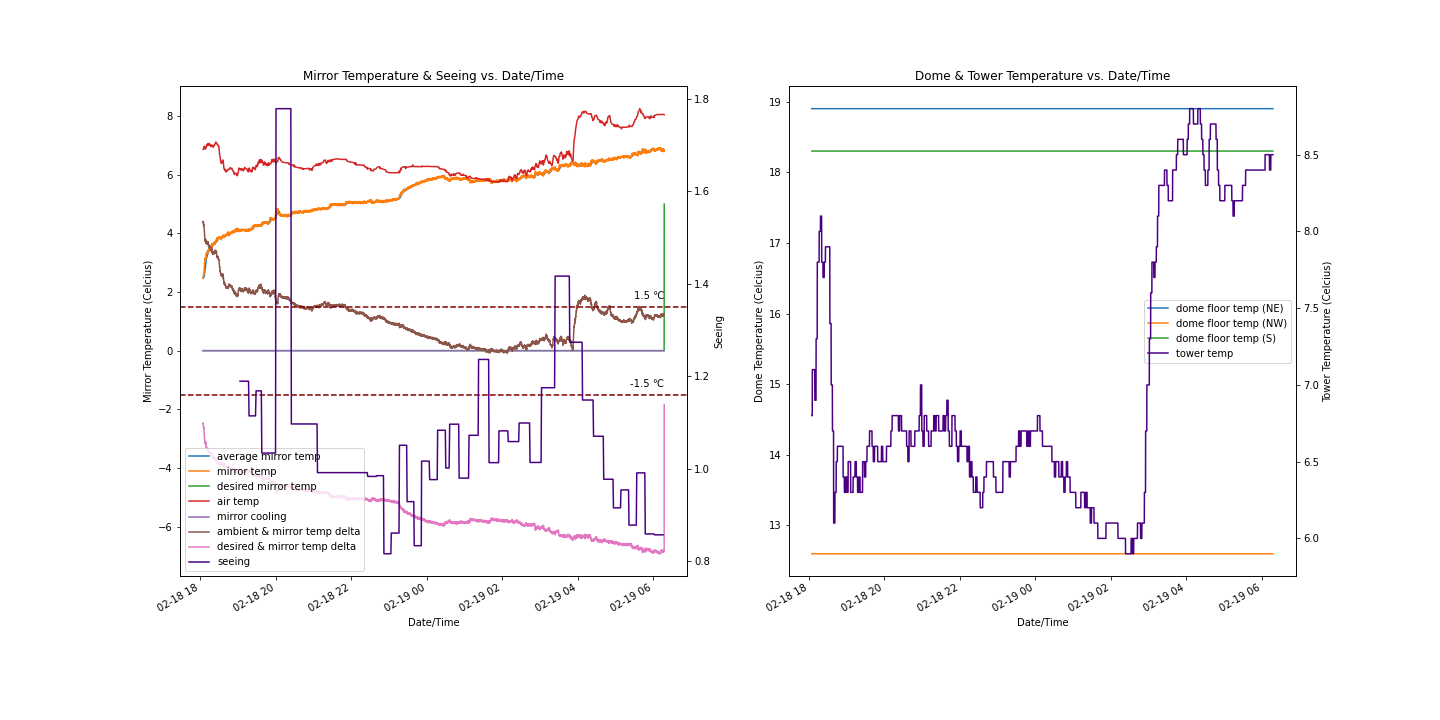 Mirror Temperature & Seeing vs. Date/Time
Mirror Temperature (Celcius)
8
6
4
2
0
−2
−4
−6
1.5 °C
-1.5 °C
average mirror temp
mirror temp
desired mirror temp
air temp
mirror cooling
ambient & mirror temp delta
desired & mirror temp delta
seeing
1.8
1.6
1.4
1.2
1.0
0.8
Seeing
02-18 18
02-18 20
02-18 22
02-19 00
02-19 02
02-19 04
02-19 06
Date/Time
Dome & Tower Temperature vs. Date/Time
Dome Temperature (Celcius)
19
18
17
16
15
14
13
dome floor temp (NE)
dome floor temp (NW)
dome floor temp (S)
tower temp
8.5
8.0
7.5
7.0
6.5
6.0
Tower Temperature (Celcius)
02-18 18
02-18 20
02-18 22
02-19 00
02-19 02
02-19 04
02-19 06
Date/Time